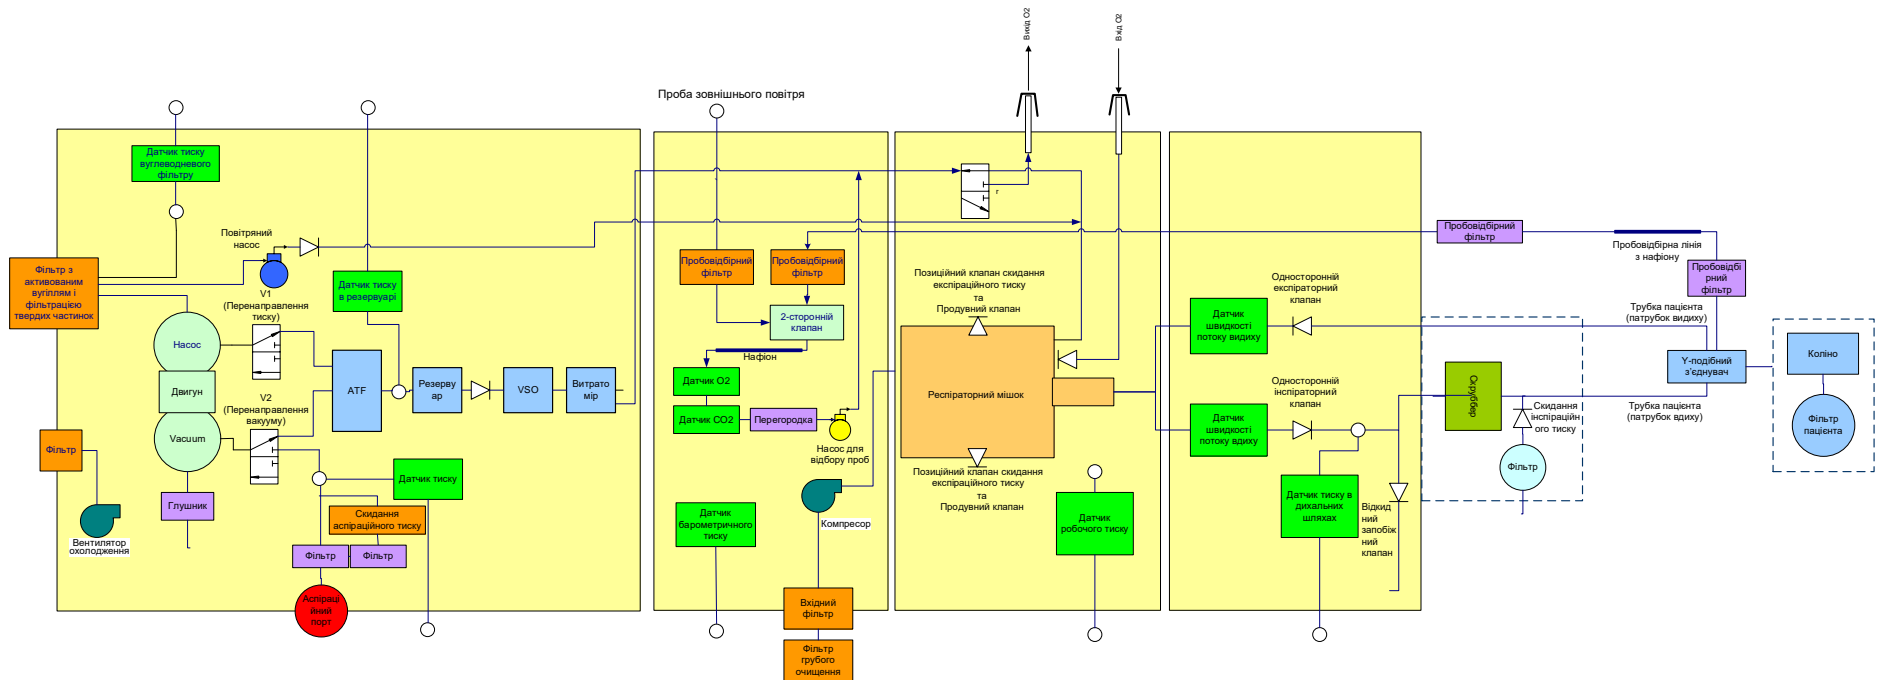 Вихід O2
Вхід O2
Проба зовнішнього повітря
Датчик тиску
вуглеводневого
фільтру
Повітряний
насос
Фільтр з
активованим
вугіллям і
фільтрацією
твердих частинок
V1
(Перенаправлення
тиску)
Датчик тиску
в резервуарі
Насос
Двигун
Vacuum
V2
(Перенаправлення
вакууму)
ATF
Резерву
ар
VSO
Витрато
мір
Фільтр
Вентилятор
охолодження
Глушник
Датчик тиску
Скидання
аспіраційного тиску
Фільтр
Фільтр
Аспірац
ійний
порт
Пробовідбірний
фільтр
Пробовідбірний
фільтр
2-сторонній
клапан
Нафіон
Датчик O2
Датчик CO2
Перегородка
Насос для
відбору проб
Датчик
барометричного
тиску
Компресор
Вхідний
фільтр
Фільтр
грубого
очищення
г
Позиційний клапан скидання
експіраційного тиску
та
Продувний клапан
Респіраторний мішок
Позиційний клапан скидання
експіраційного тиску
та
Продувний клапан
Датчик
робочого тиску
Односторонній
експіраторний
клапан
Датчик
швидкості
потоку видиху
Односторонній
інспіраторний
клапан
Датчик
швидкості
потоку вдиху
Датчик тиску в
дихальних
шляхах
Відкид
ний
запобіж
ний
клапан
Пробовідбірний
фільтр
Пробовідбірна лінія
з нафіону
Пробовідбі
рний
фільтр
Трубка пацієнта
(патрубок видиху)
Y-подібний
з’єднувач
Скруббер
Скидання
інспіраційн
ого тиску
Трубка пацієнта
(патрубок вдиху)
Фільтр
Коліно
Фільтр
пацієнта